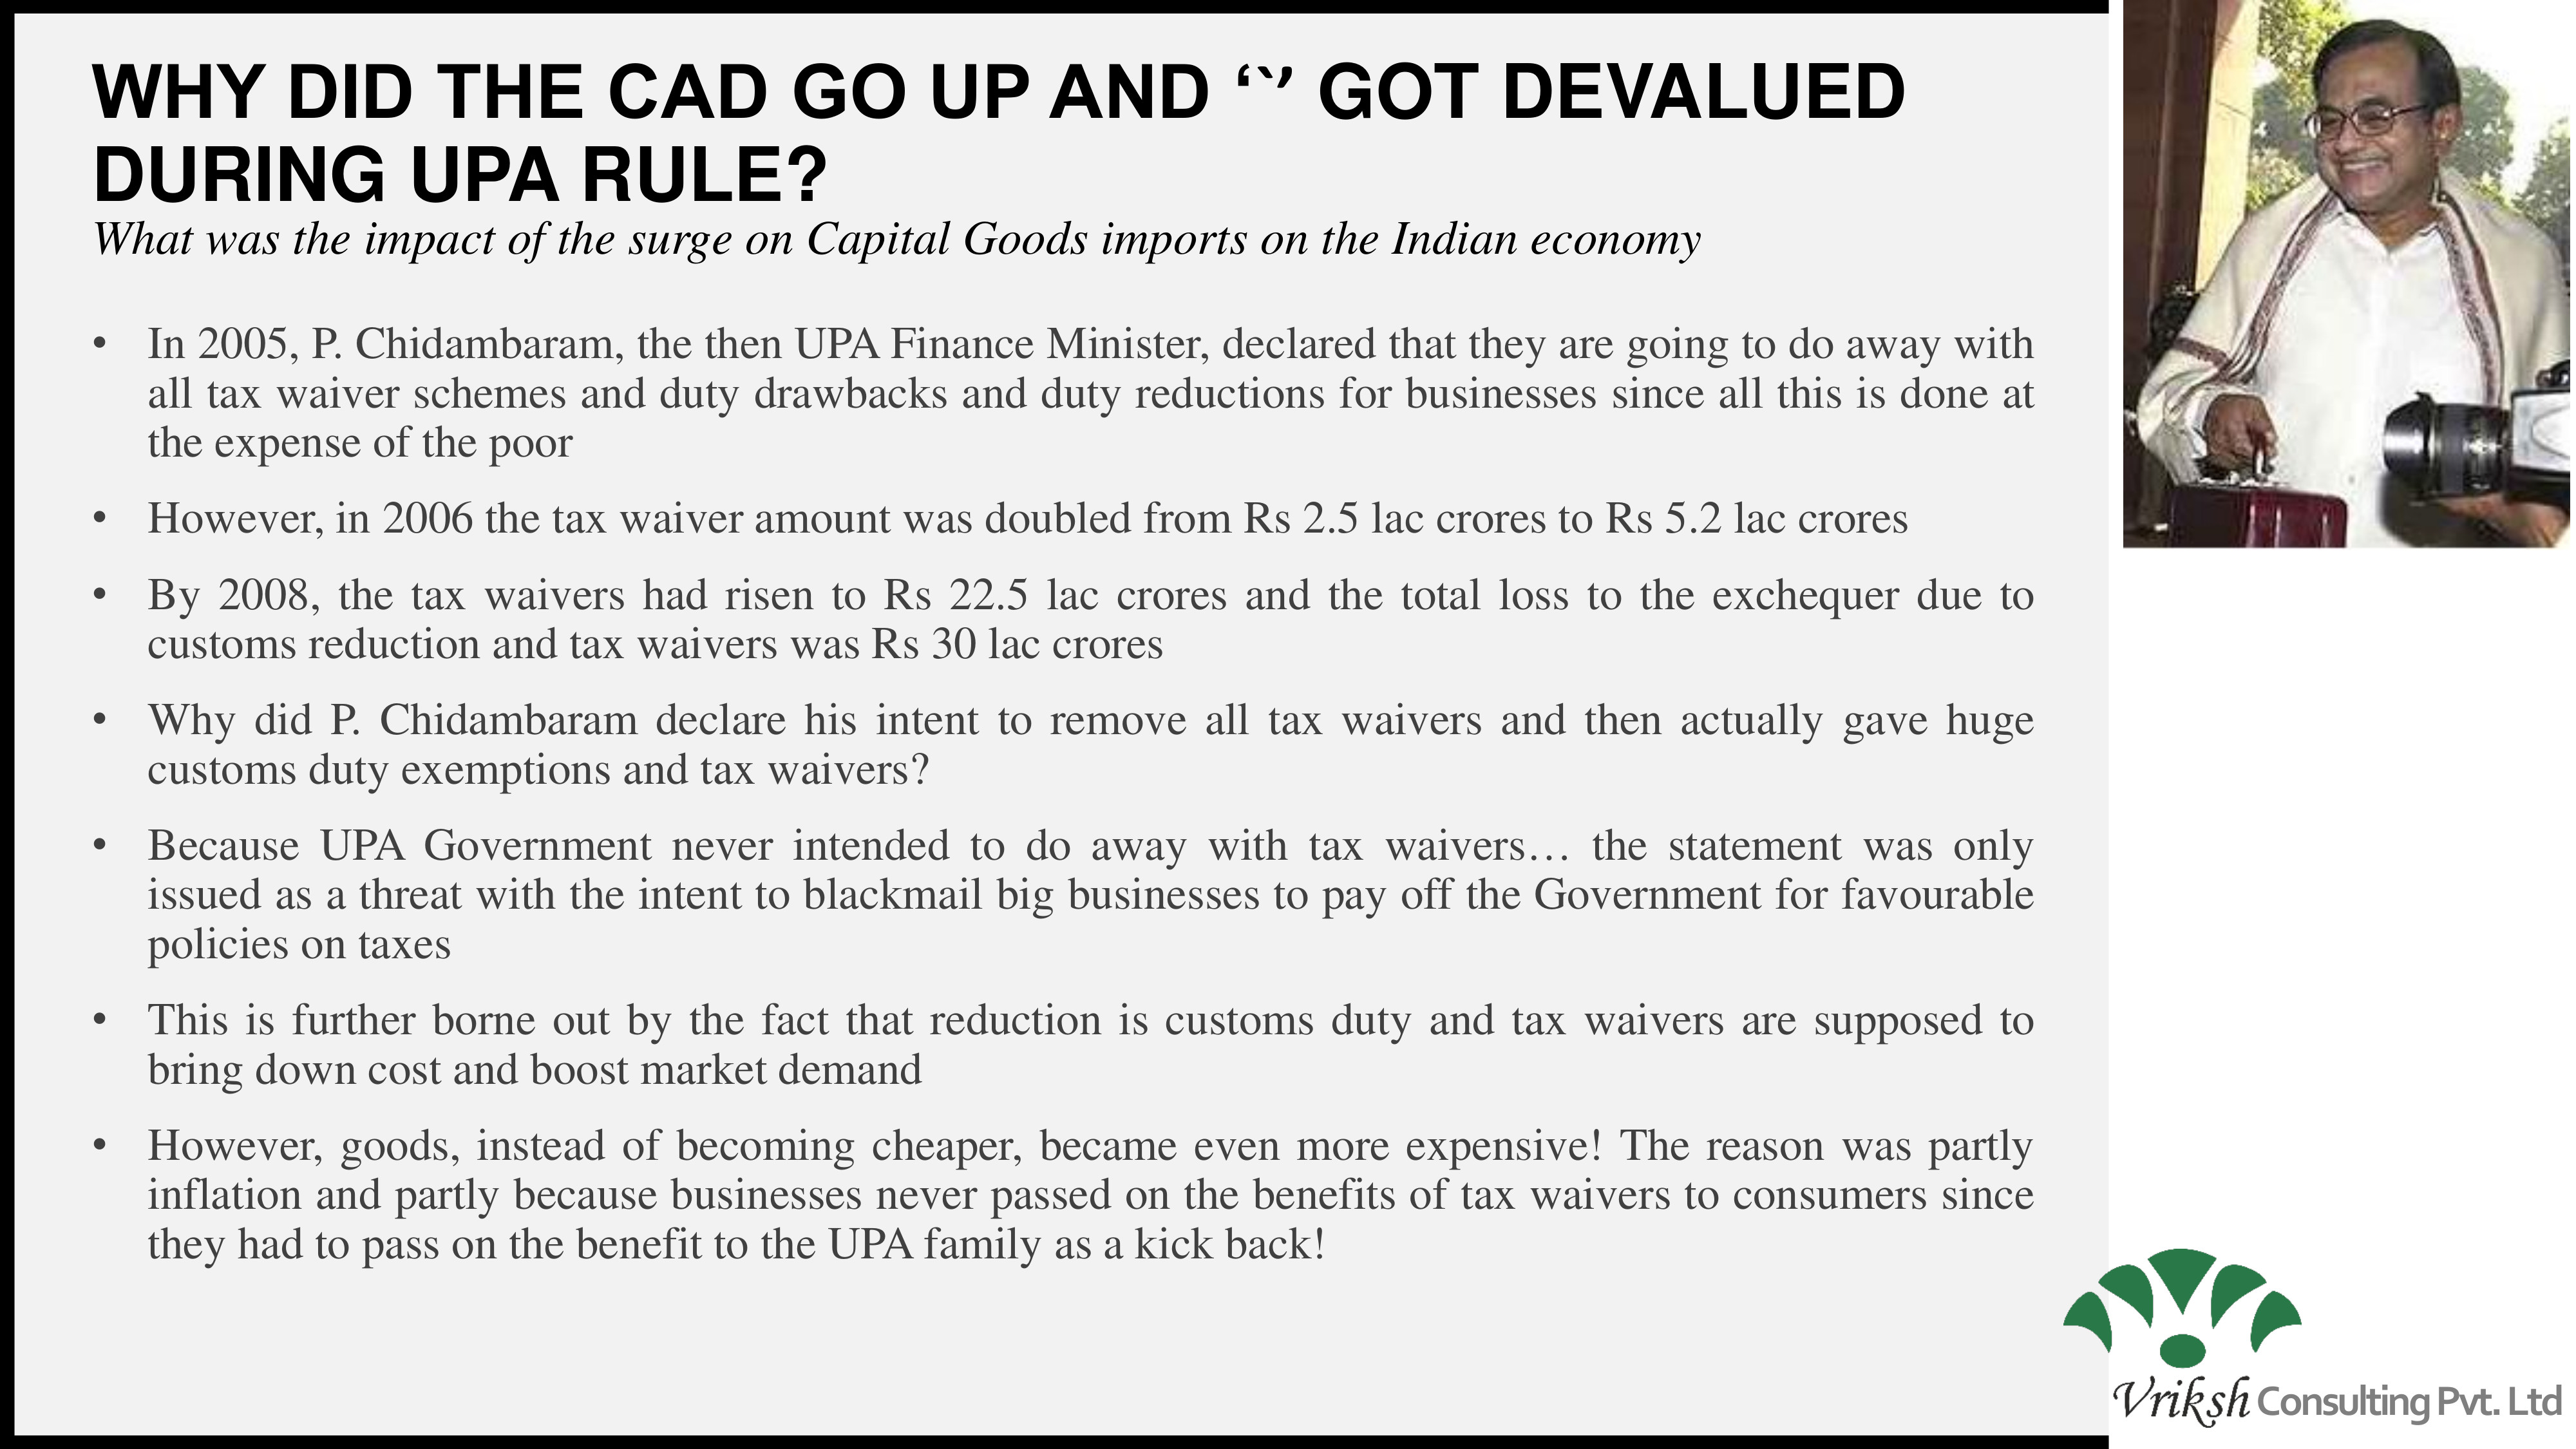 WHY DID THE CAD GO UP AND ‘`’ GOT DEVALUED
DURING UPA RULE?
What was the impact of the surge on Capital Goods imports on the Indian economy
• In 2005, P. Chidambaram, the then UPA Finance Minister, declared that they are going to do away with
all tax waiver schemes and duty drawbacks and duty reductions for businesses since all this is done at
the expense of the poor
• However, in 2006 the tax waiver amount was doubled from Rs 2.5 lac crores to Rs 5.2 lac crores
• By 2008, the tax waivers had risen to Rs 22.5 lac crores and the total loss to the exchequer due to
customs reduction and tax waivers was Rs 30 lac crores
• Why did P. Chidambaram declare his intent to remove all tax waivers and then actually gave huge
customs duty exemptions and tax waivers?
• Because UPA Government never intended to do away with tax waivers… the statement was only
issued as a threat with the intent to blackmail big businesses to pay off the Government for favourable
policies on taxes
• This is further borne out by the fact that reduction is customs duty and tax waivers are supposed to
bring down cost and boost market demand
• However, goods, instead of becoming cheaper, became even more expensive! The reason was partly
inflation and partly because businesses never passed on the benefits of tax waivers to consumers since
they had to pass on the benefit to the UPA family as a kick back!
Vriksh Consulting Pvt. Ltd